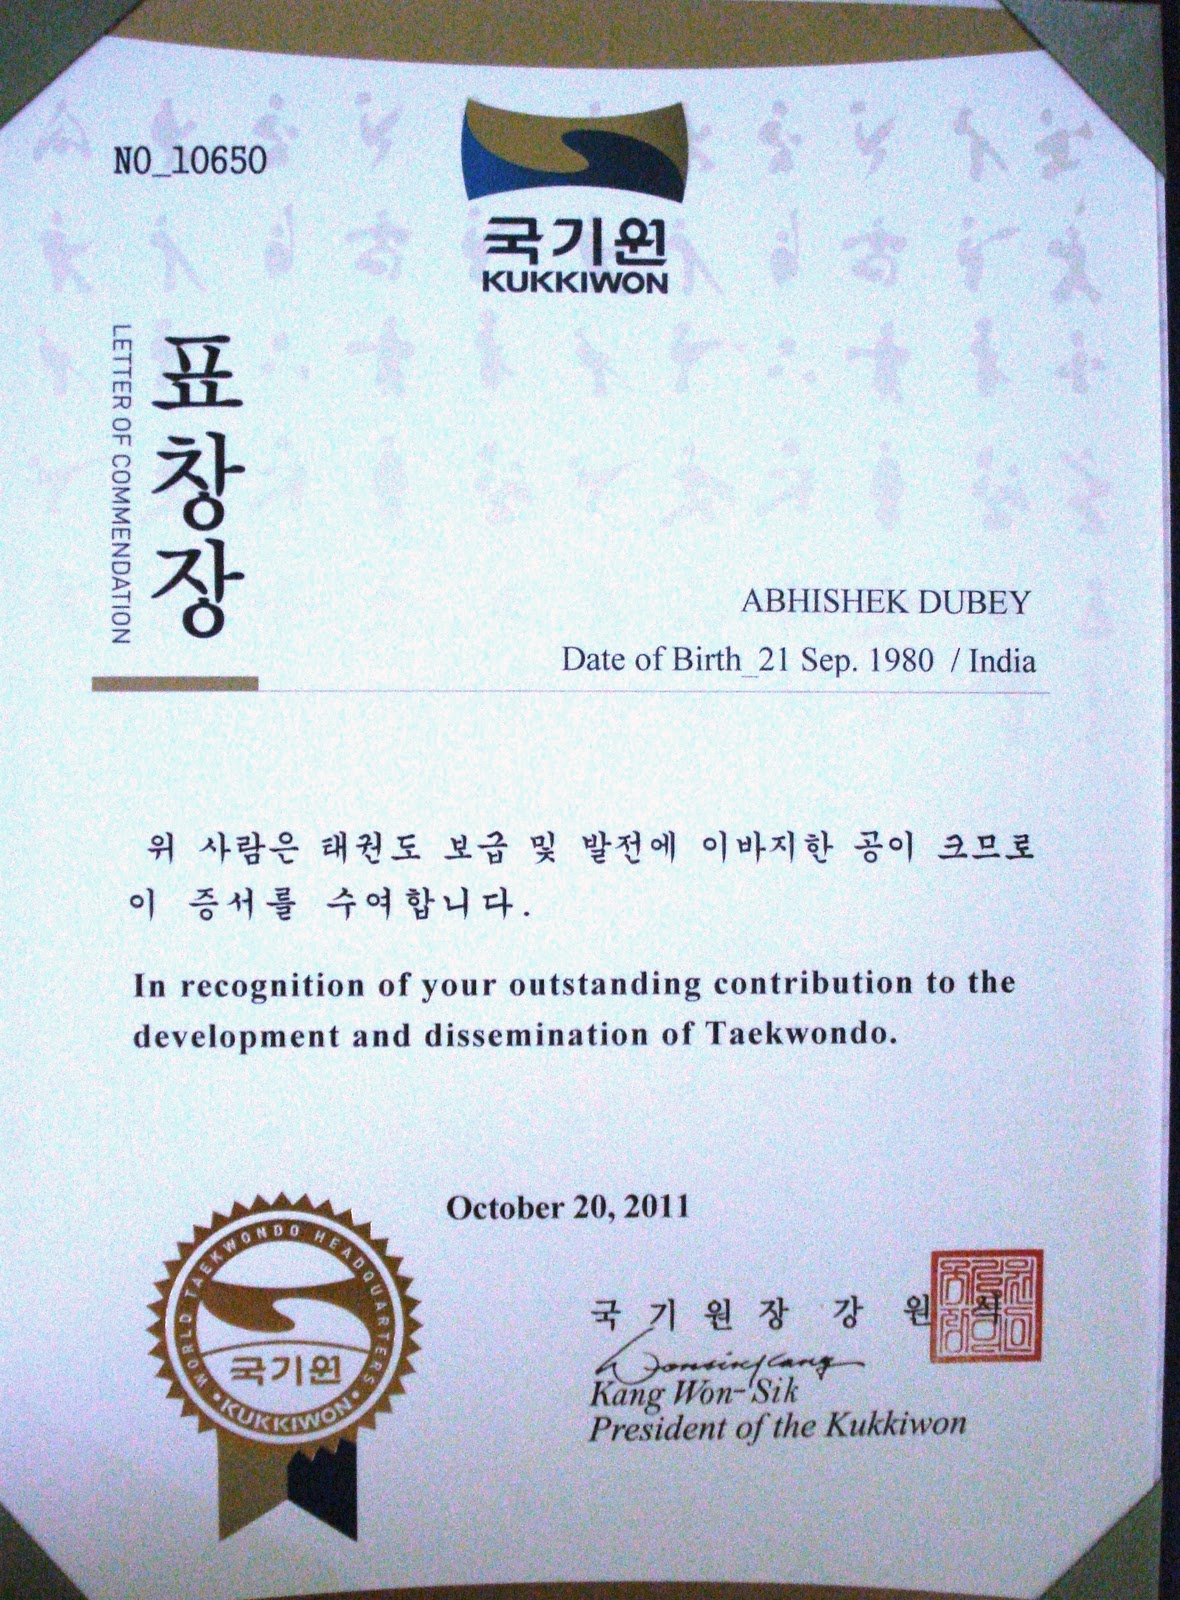 NO_10650
국기원
KUKKIWON
표창장
LETTER OF COMMENDATION
ABHISHEK DUBEY
Date of Birth_21 Sep. 1980 / India
위 사람은 태권도 보급 및 발전에 이바지한 공이 크므로
이 증서를 수여합니다.
In recognition of your outstanding contribution to the
development and dissemination of Taekwondo.
October 20, 2011
WORLD TAEKWONDO HEADQUARTERS
국기원
KUKKIWON
국기원장 강원식
Kang Won-Sik
President of the Kukkiwon